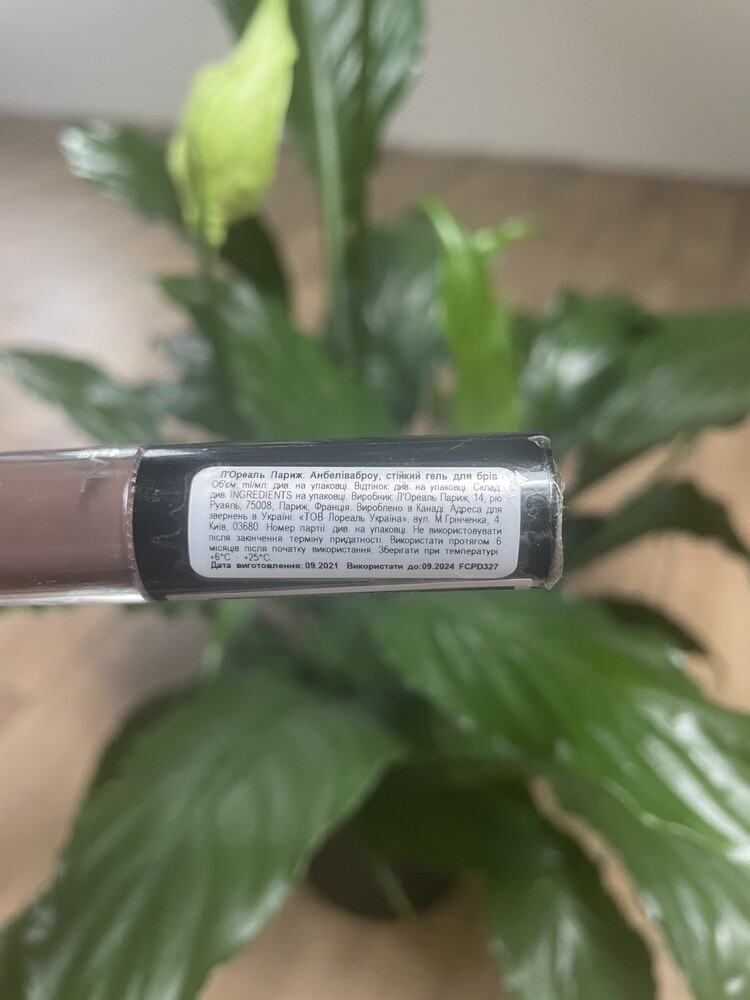 Л'Ореаль Париж. Анбеліваброу, стійкий гель для брів
Об'єм, ml/мл: див. на упаковці. Відтінок: див. на упаковці. Склад:
див. INGREDIENTS на упаковці. Виробник: Л'Ореаль Париж, 14, рю
Руаяль, 75008, Париж, Франція. Вироблено в Канаді. Адреса для
звернень в Україні: «ТОВ Лореаль Україна», вул. М.Грінченка, 4,
Київ, 03680. Номер партії: див. на упаковці. Не використовувати
після закінчення терміну придатності. Використати протягом 6
місяців після початку використання. Зберігати при температурі:
+6°C - +25°C.
Дата виготовлення: 09.2021 Використати до:09.2024 FCPD327